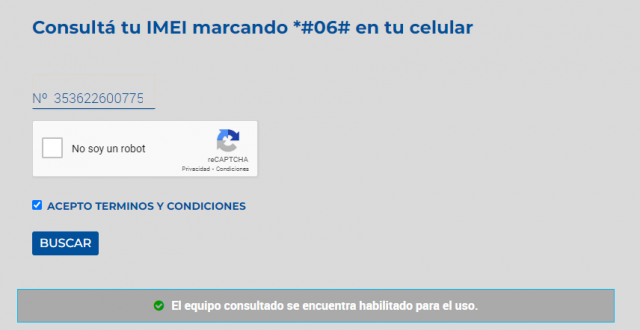 Consultá tu IMEI marcando *#06# en tu celular
Nº 353622600775
No soy un robot
reCAPTCHA
Privacidad - Condiciones
ACEPTO TERMINOS Y CONDICIONES
BUSCAR
El equipo consultado se encuentra habilitado para el uso.